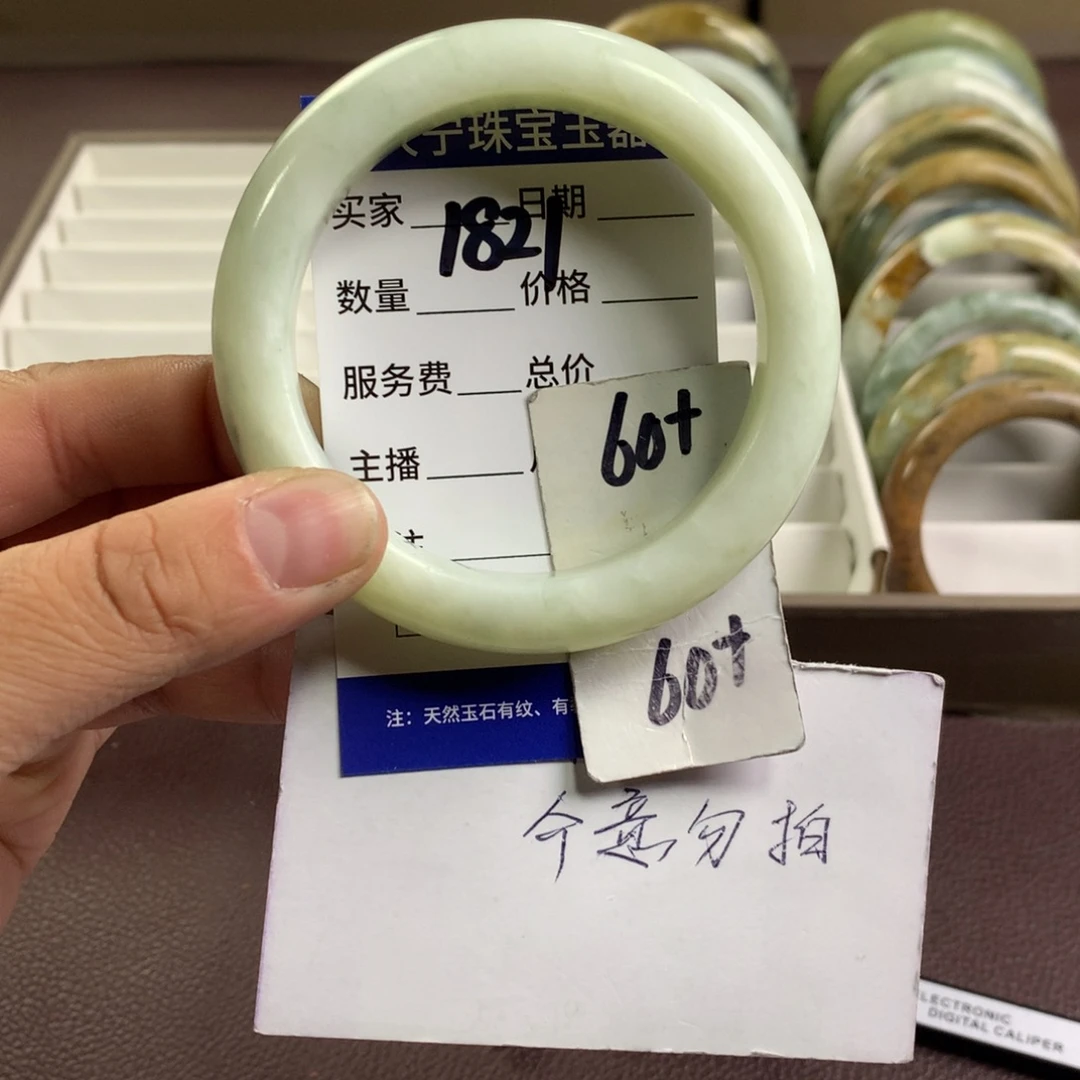 宁珠宝玉器
买家 日期
1821
数量 价格
服务费 总价
60+
主播
注
60+
注：天然玉石有纹、有
介意勿拍
ELECTRONIC
DIGITAL CALIPER